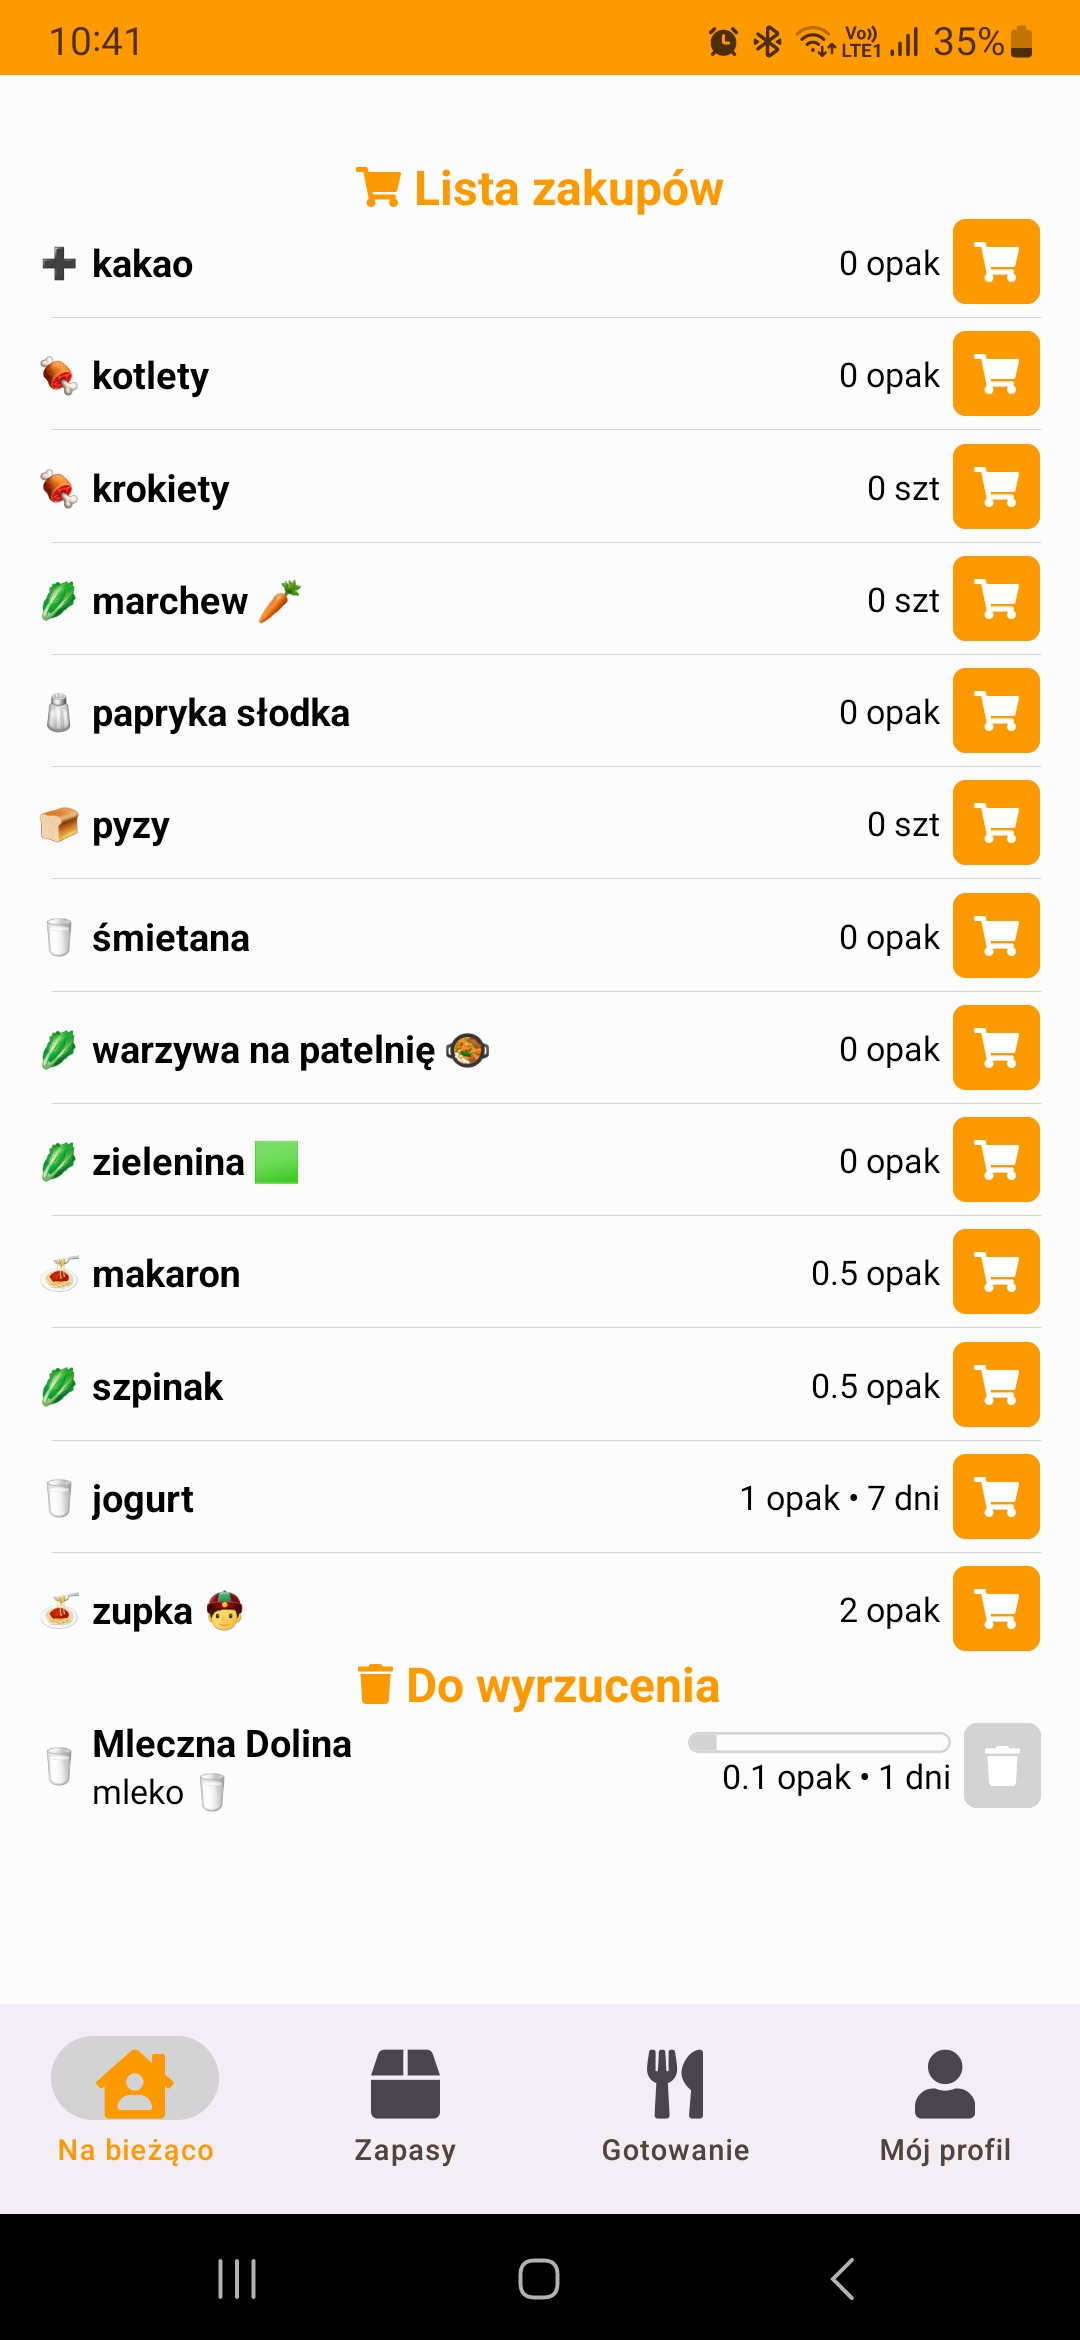 10:41 Vo)) LTE1 35%
Lista zakupów
kakao 0 opak
kotlety 0 opak
krokiety 0 szt
marchew 0 szt
papryka słodka 0 opak
pyzy 0 szt
śmietana 0 opak
warzywa na patelnię 0 opak
zielenina 0 opak
makaron 0.5 opak
szpinak 0.5 opak
jogurt 1 opak • 7 dni
zupka 2 opak
Do wyrzucenia
Mleczna Dolina
mleko 0.1 opak • 1 dni
Na bieżąco Zapasy Gotowanie Mój profil